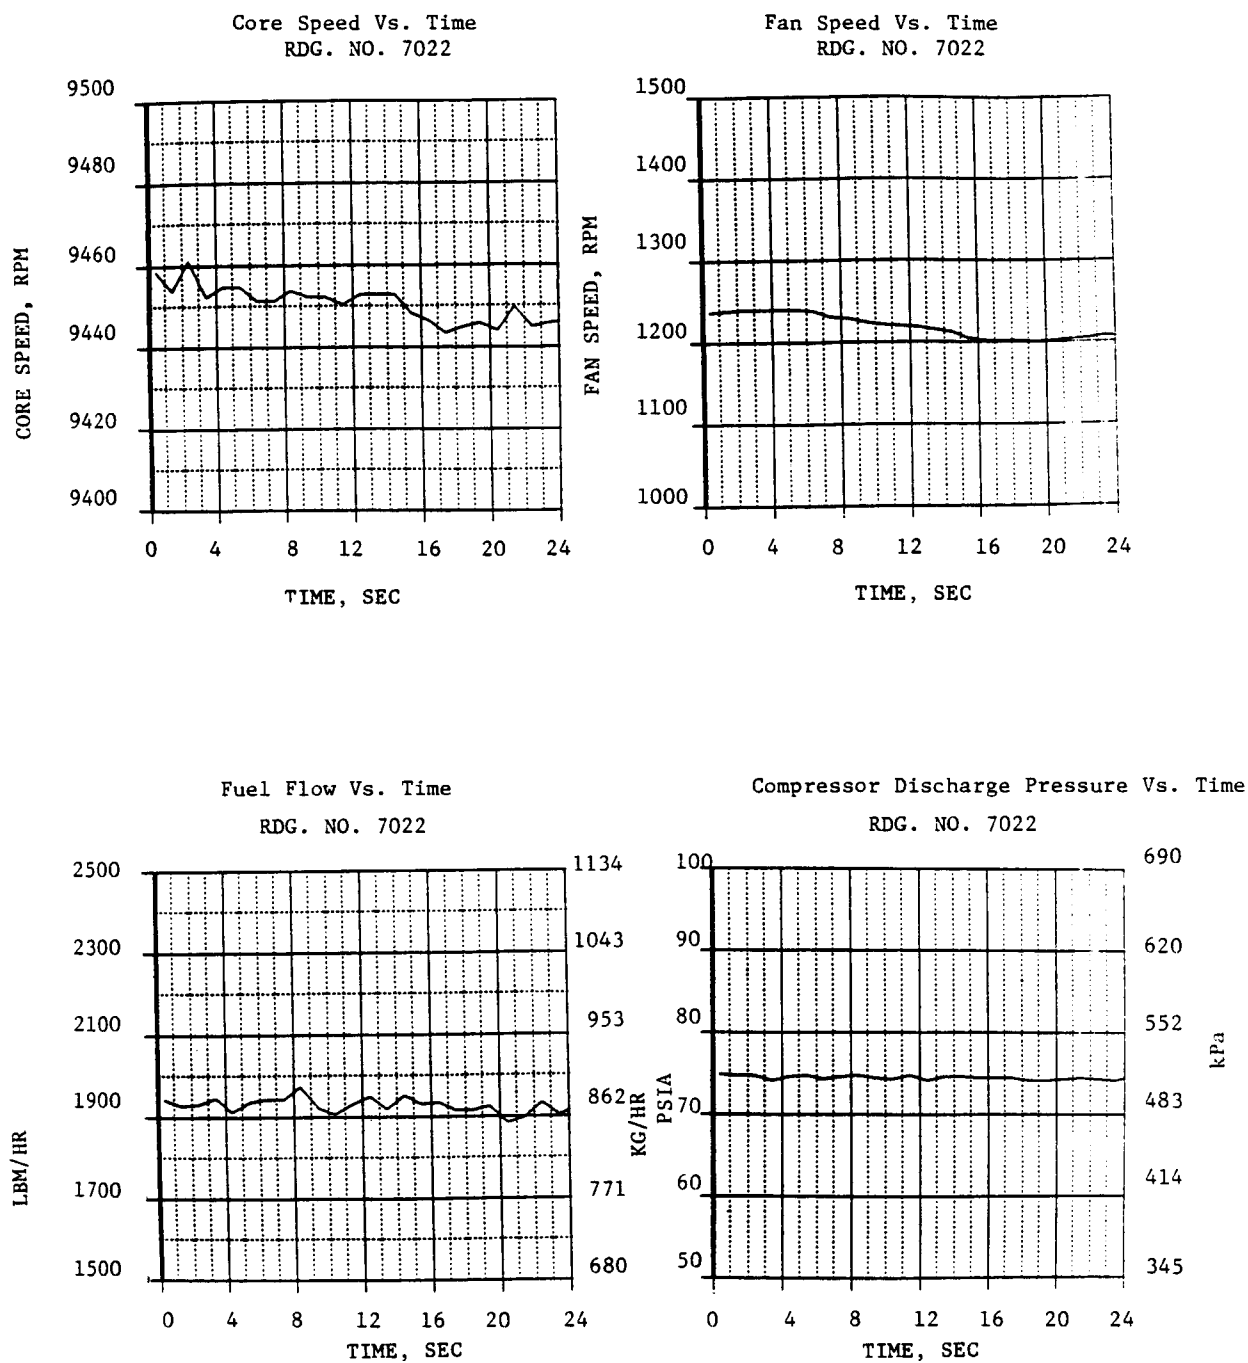 Core Speed Vs. Time
RDG. NO. 7022
9500
9480
9460
9440
9420
9400
CORE SPEED, RPM
0 4 8 12 16 20 24
TIME, SEC
Fan Speed Vs. Time
RDG. NO. 7022
1500
1400
1300
1200
1100
1000
FAN SPEED, RPM
0 4 8 12 16 20 24
TIME, SEC
Fuel Flow Vs. Time
RDG. NO. 7022
2500
2300
2100
1900
1700
1500
LBM/HR
1134
1043
953
862
771
680
KG/HR
0 4 8 12 16 20 24
TIME, SEC
Compressor Discharge Pressure Vs. Time
RDG. NO. 7022
100
90
80
70
60
50
PSIA
690
620
552
483
414
345
kPa
0 4 8 12 16 20 24
TIME, SEC